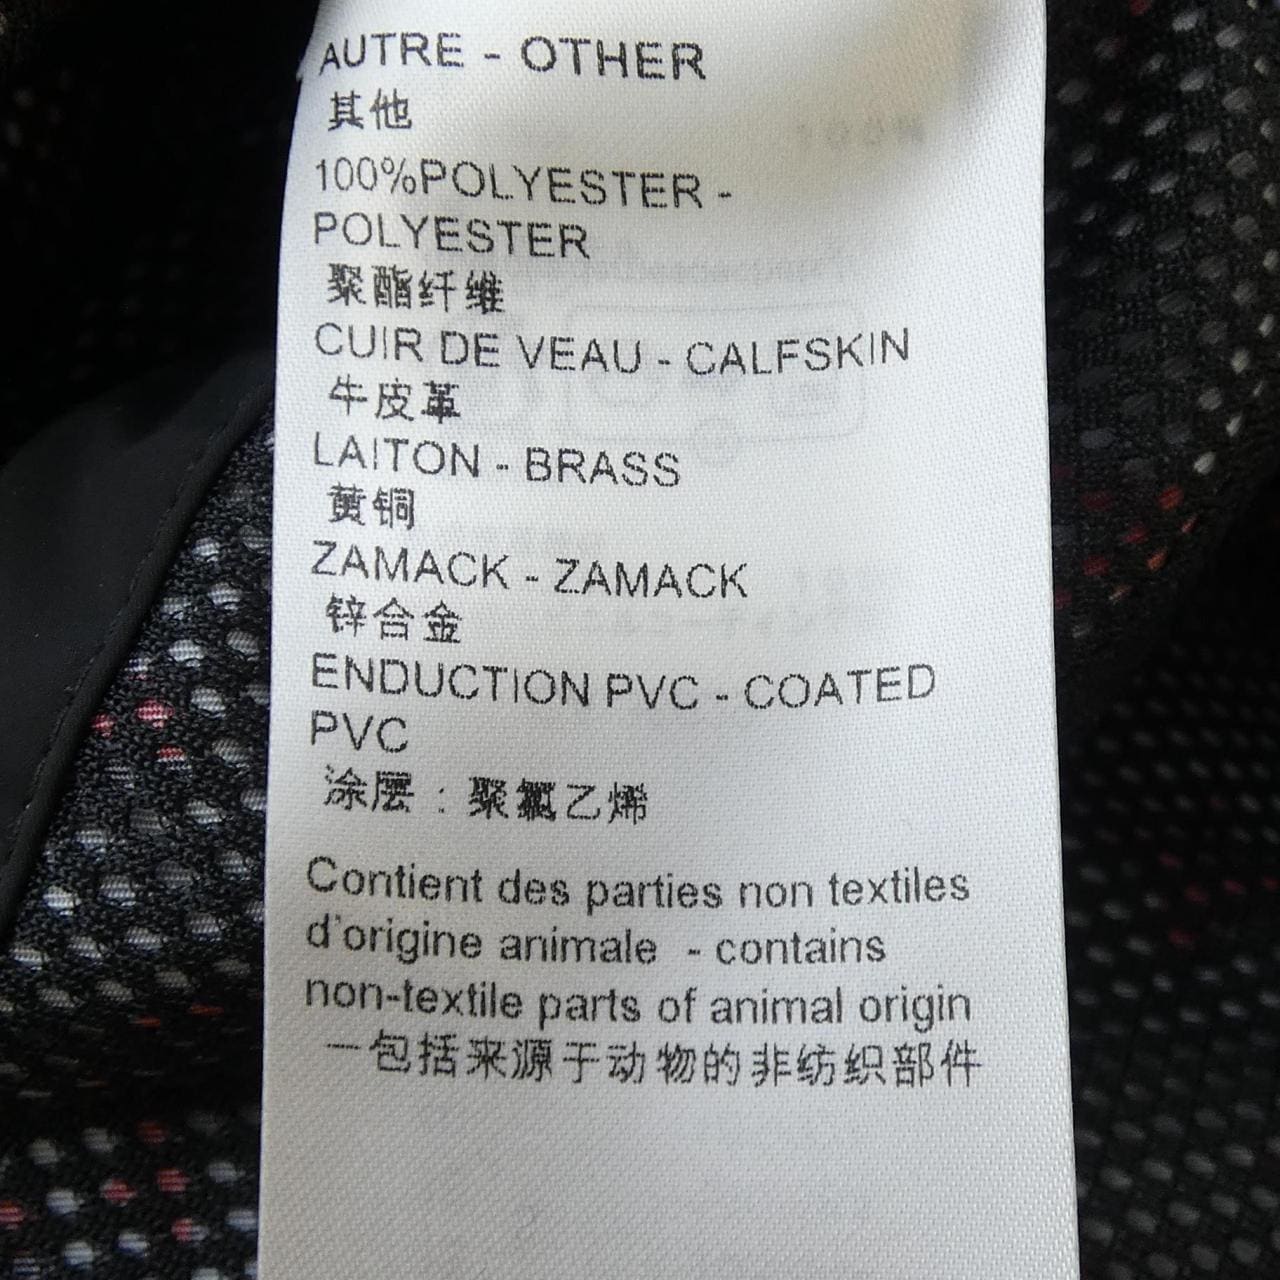 AUTRE - OTHER
其他
100%POLYESTER -
POLYESTER
聚酯纤维
CUIR DE VEAU - CALFSKIN
牛皮革
LAITON - BRASS
黄铜
ZAMACK - ZAMACK
锌合金
ENDUCTION PVC - COATED
PVC
涂层：聚氯乙烯
Contient des parties non textiles
d'origine animale - contains
non-textile parts of animal origin
一包括来源于动物的非纺织部件